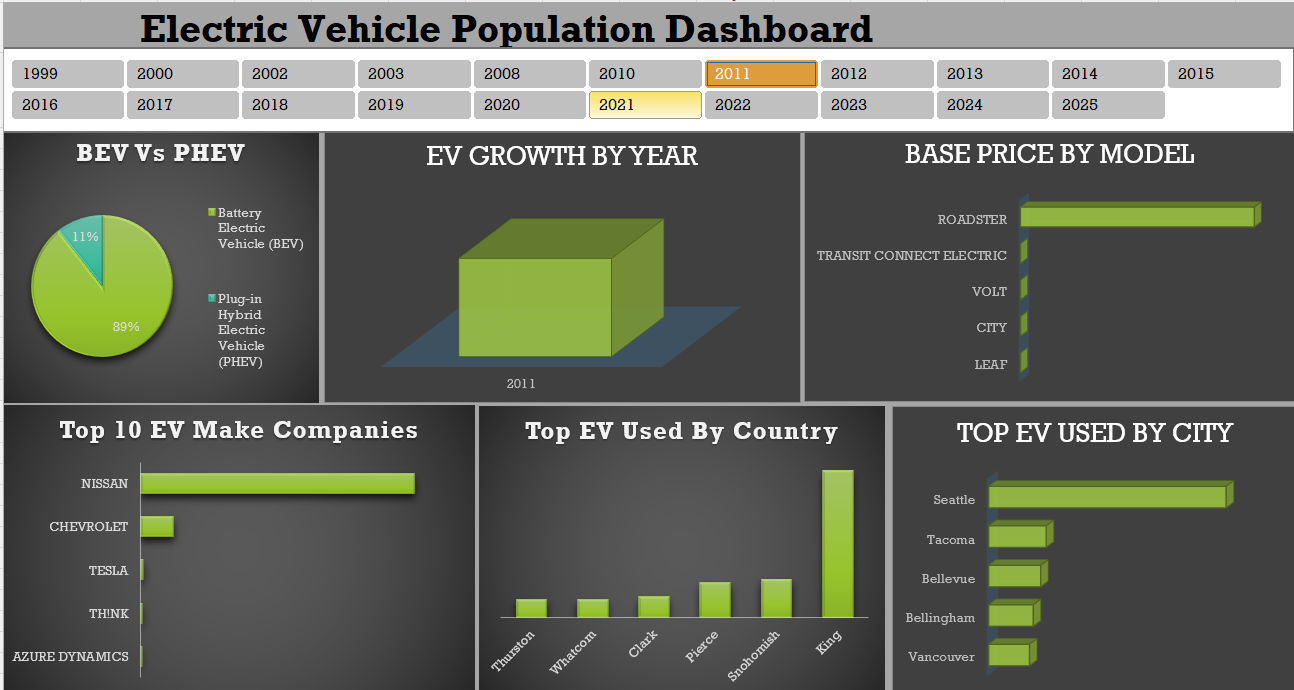 Electric Vehicle Population Dashboard
1999 2000 2002 2003 2008 2010 2011 2012 2013 2014 2015
2016 2017 2018 2019 2020 2021 2022 2023 2024 2025
BEV Vs PHEV
11%
89%
Battery
Electric
Vehicle (BEV)
Plug-in
Hybrid
Electric
Vehicle
(PHEV)
EV GROWTH BY YEAR
2011
BASE PRICE BY MODEL
ROADSTER
TRANSIT CONNECT ELECTRIC
VOLT
CITY
LEAF
Top 10 EV Make Companies
NISSAN
CHEVROLET
TESLA
TH!NK
AZURE DYNAMICS
Top EV Used By Country
Thurston
Whatcom
Clark
Pierce
Snohomish
King
TOP EV USED BY CITY
Seattle
Tacoma
Bellevue
Bellingham
Vancouver